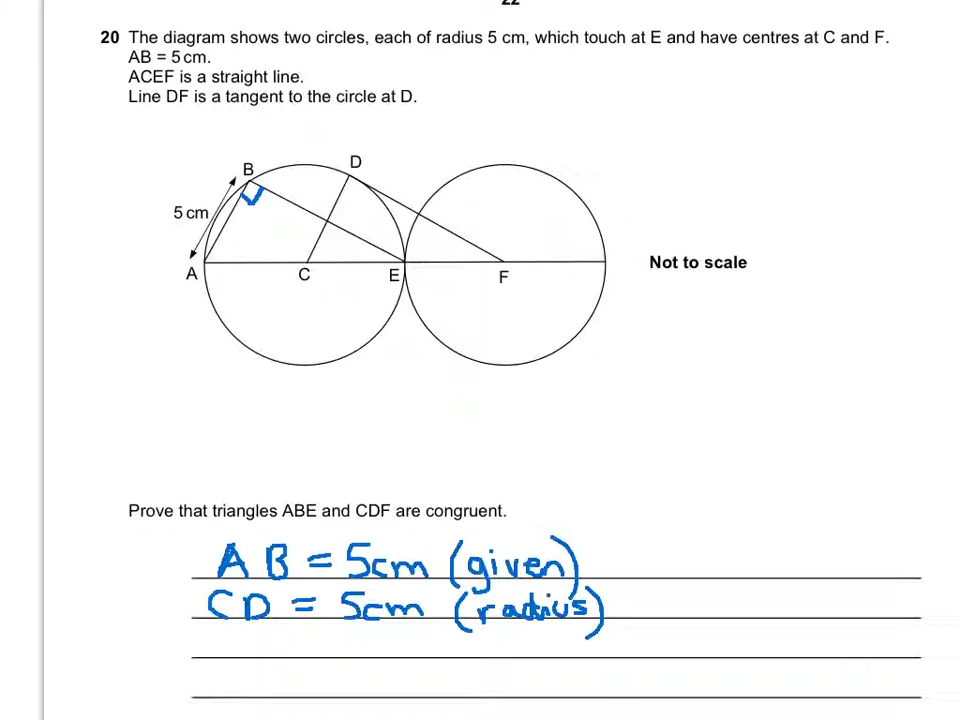 22
20 The diagram shows two circles, each of radius 5 cm, which touch at E and have centres at C and F.
AB = 5 cm.
ACEF is a straight line.
Line DF is a tangent to the circle at D.
B
D
5 cm
A
C
E
F
Not to scale
Prove that triangles ABE and CDF are congruent.
AB = 5cm (given)
CD = 5cm (radius)